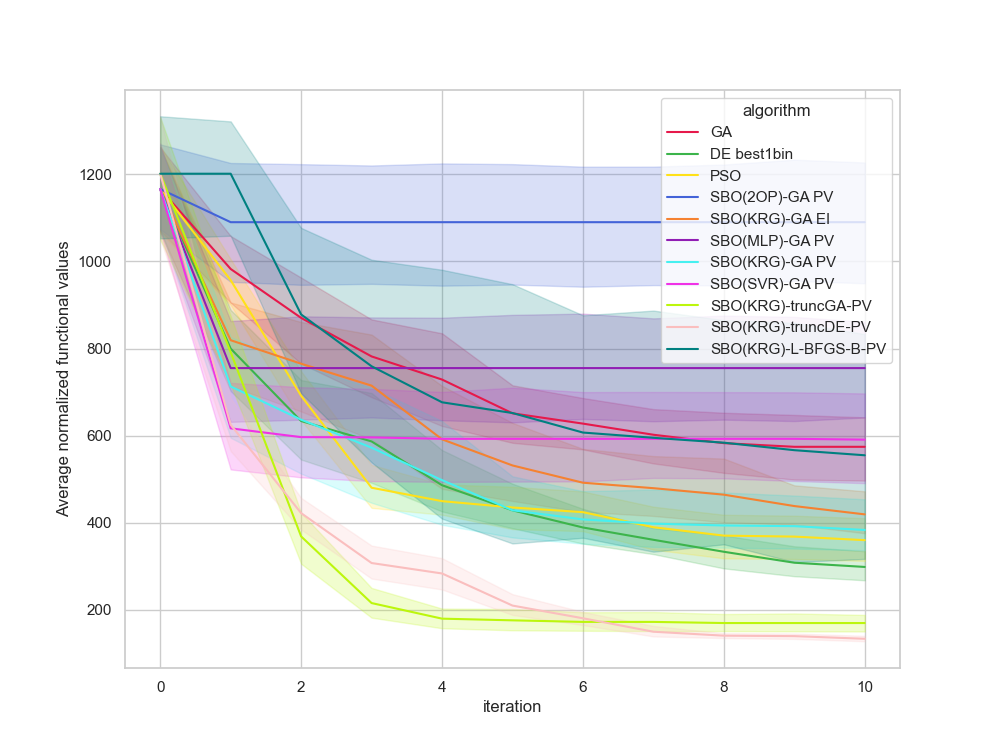 algorithm
GA
DE best1bin
PSO
SBO(2OP)-GA PV
SBO(KRG)-GA EI
SBO(MLP)-GA PV
SBO(KRG)-GA PV
SBO(SVR)-GA PV
SBO(KRG)-truncGA-PV
SBO(KRG)-truncDE-PV
SBO(KRG)-L-BFGS-B-PV
Average normalized functional values
1200
1000
800
600
400
200
0 2 4 6 8 10
iteration